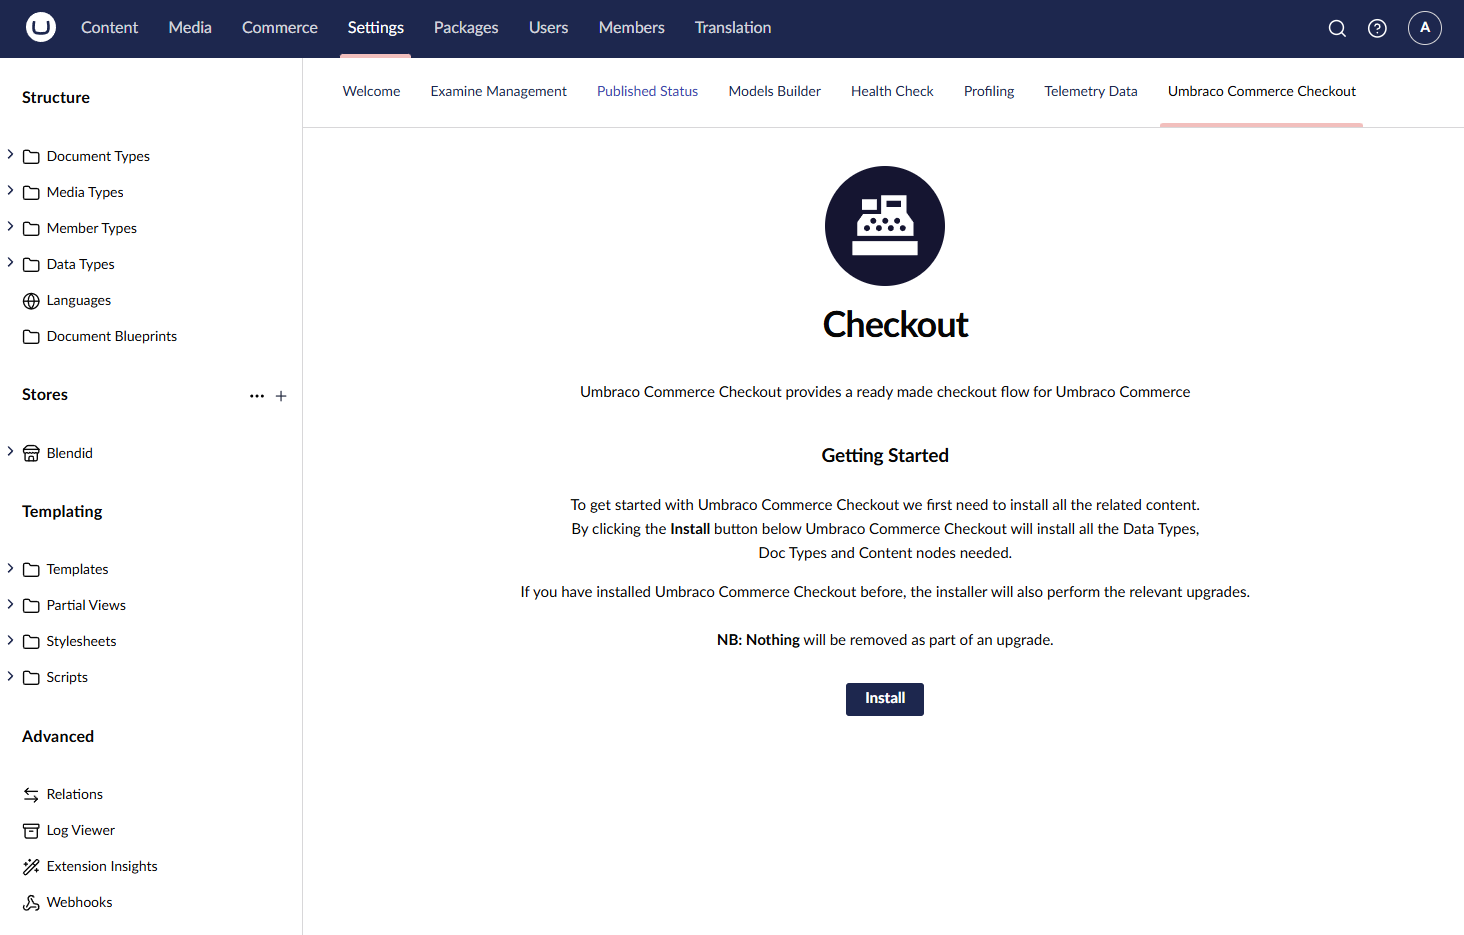 Content Media Commerce Settings Packages Users Members Translation A
Structure
Document Types
Media Types
Member Types
Data Types
Languages
Document Blueprints
Stores
Blendid
Templating
Templates
Partial Views
Stylesheets
Scripts
Advanced
Relations
Log Viewer
Extension Insights
Webhooks
Welcome Examine Management Published Status Models Builder Health Check Profiling Telemetry Data Umbraco Commerce Checkout
Checkout
Umbraco Commerce Checkout provides a ready made checkout flow for Umbraco Commerce
Getting Started
To get started with Umbraco Commerce Checkout we first need to install all the related content.
By clicking the Install button below Umbraco Commerce Checkout will install all the Data Types,
Doc Types and Content nodes needed.
If you have installed Umbraco Commerce Checkout before, the installer will also perform the relevant upgrades.
NB: Nothing will be removed as part of an upgrade.
Install